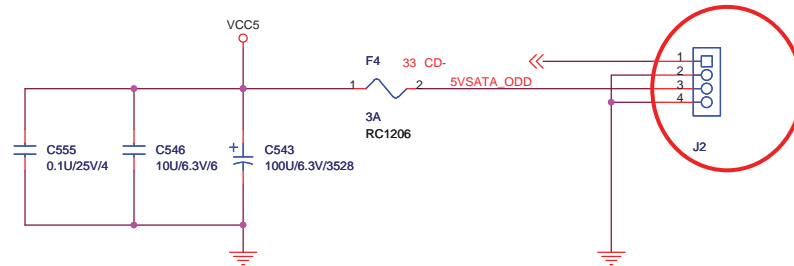 VCC5
F4
33 CD-
1
1 2
5VSATA_ODD
2
3
4
3A
RC1206
J2
C555
0.1U/25V/4
C546
10U/6.3V/6
+
C543
100U/6.3V/3528